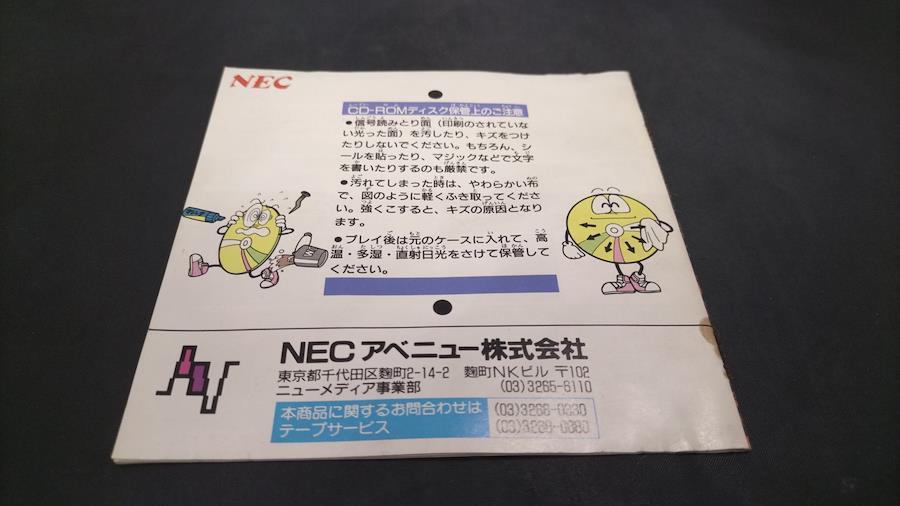 NEC
CD-ROMディスク保管上のご注意
●信号読みとり面（印刷のされていな
い光った面）を汚したり、キズをつけ
たりしないでください。もちろん、シ
ールを貼ったり、マジックなどで文字
を書いたりするのも厳禁です。
●汚れてしまった時は、やわらかい布
で、図のように軽くふき取ってくださ
い。強くこすると、キズの原因となり
ます。
●プレイ後は元のケースに入れて、高
温・多湿・直射日光をさけて保管して
ください。
NECアベニュー株式会社
東京都千代田区麹町2-14-2 麹町NKビル 〒102
ニューメディア事業部 (03)3265-6110
本商品に関するお問合わせは
テープサービス